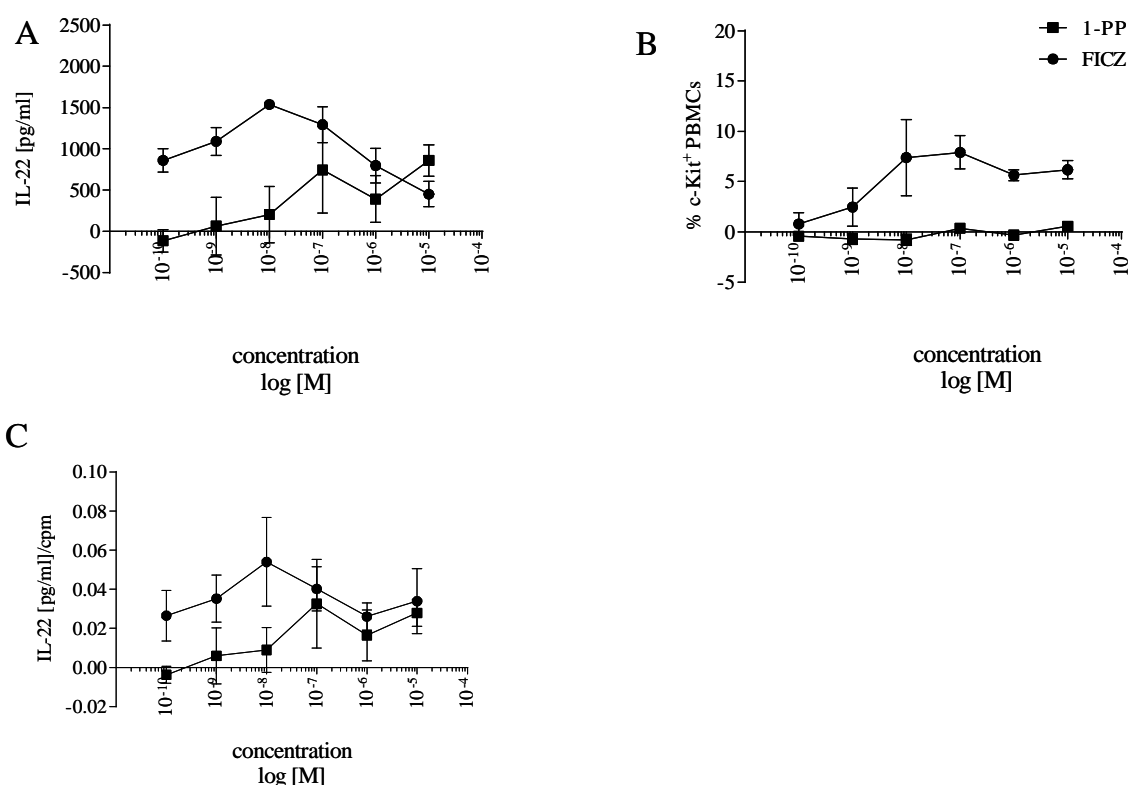 A
2500
2000
1500
1000
500
0
-500
IL-22 [pg/ml]
10-10
10-9
10-8
10-7
10-6
10-5
10-4
concentration
log [M]
B
1-PP
FICZ
20
15
10
5
0
-5
% c-Kit+ PBMCs
10-10
10-9
10-8
10-7
10-6
10-5
10-4
concentration
log [M]
C
0.10
0.08
0.06
0.04
0.02
0.00
-0.02
IL-22 [pg/ml]/cpm
10-10
10-9
10-8
10-7
10-6
10-5
10-4
concentration
log [M]